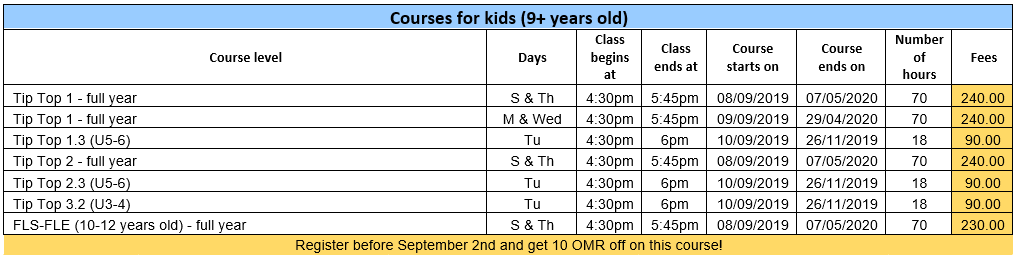 Courses for kids (9+ years old)
Course level Days Class begins at Class ends at Course starts on Course ends on Number of hours Fees
Tip Top 1 - full year S & Th 4:30pm 5:45pm 08/09/2019 07/05/2020 70 240.00
Tip Top 1 - full year M & Wed 4:30pm 5:45pm 09/09/2019 29/04/2020 70 240.00
Tip Top 1.3 (U5-6) Tu 4:30pm 6pm 10/09/2019 26/11/2019 18 90.00
Tip Top 2 - full year S & Th 4:30pm 5:45pm 08/09/2019 07/05/2020 70 240.00
Tip Top 2.3 (U5-6) Tu 4:30pm 6pm 10/09/2019 26/11/2019 18 90.00
Tip Top 3.2 (U3-4) Tu 4:30pm 6pm 10/09/2019 26/11/2019 18 90.00
FLS-FLE (10-12 years old) - full year S & Th 4:30pm 5:45pm 08/09/2019 07/05/2020 70 230.00
Register before September 2nd and get 10 OMR off on this course!